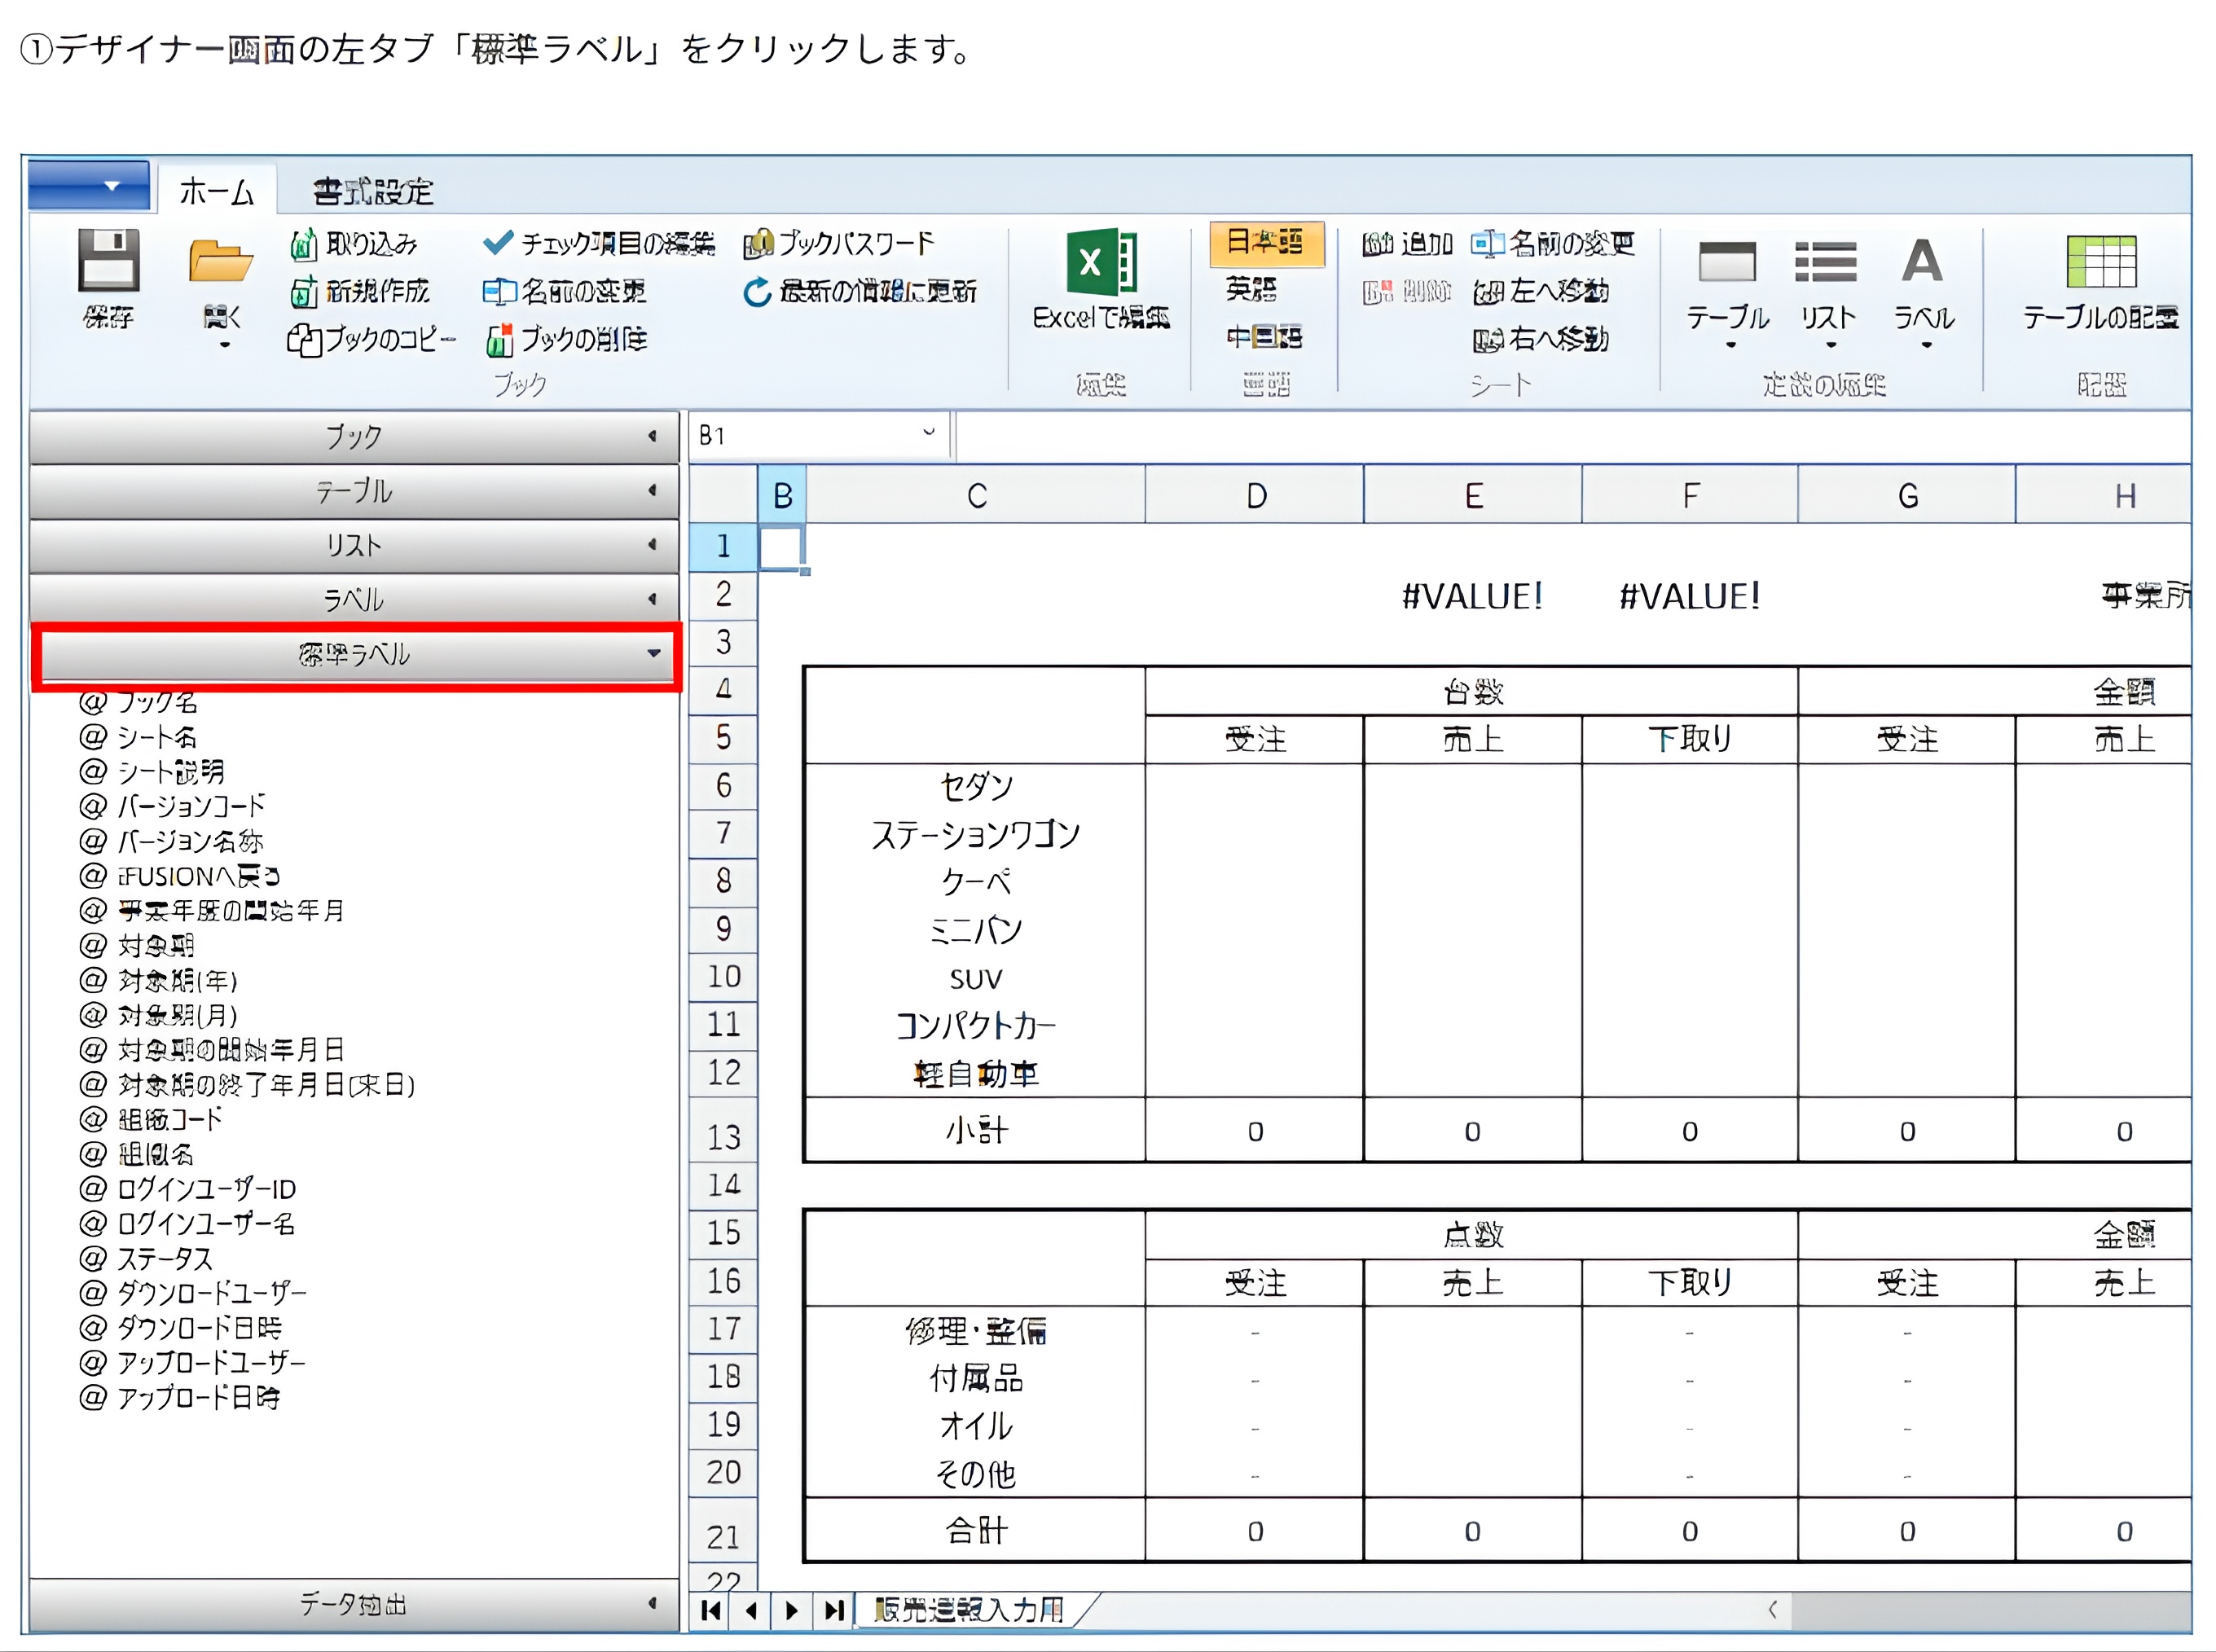 ①デザイナー画面の左タブ「標準ラベル」をクリックします。
ホーム 書式設定
保存
開く
取り込み
新規作成
ブックのコピー
チェック項目の編集
名前の変更
ブックの削除
ブックパスワード
最新の情報に更新
ブック
Excelで編集
編集
日本語
英語
中国語
言語
追加
削除
名前の変更
左へ移動
右へ移動
シート
テーブル リスト ラベル
定義の編集
テーブルの配置
配置
ブック
テーブル
リスト
ラベル
標準ラベル
@ ブック名
@ シート名
@ シート説明
@ バージョンコード
@ バージョン名称
@ iFUSIONへ戻る
@ 事業年度の開始年月
@ 対象期
@ 対象期(年)
@ 対象期(月)
@ 対象期の開始年月日
@ 対象期の終了年月日(末日)
@ 組織コード
@ 組織名
@ ログインユーザーID
@ ログインユーザー名
@ ステータス
@ ダウンロードユーザー
@ ダウンロード日時
@ アップロードユーザー
@ アップロード日時
データ抽出
B1
B C D E F G H
1
2 #VALUE! #VALUE! 事業所
3
4 台数 金額
5 受注 売上 下取り 受注 売上
6 セダン
7 ステーションワゴン
8 クーペ
9 ミニバン
10 SUV
11 コンパクトカー
12 軽自動車
13 小計 0 0 0 0 0
14
15 点数 金額
16 受注 売上 下取り 受注 売上
17 修理・整備 - - -
18 付属品 - - -
19 オイル - - -
20 その他 - - -
21 合計 0 0 0 0 0
22
販売速報入力用